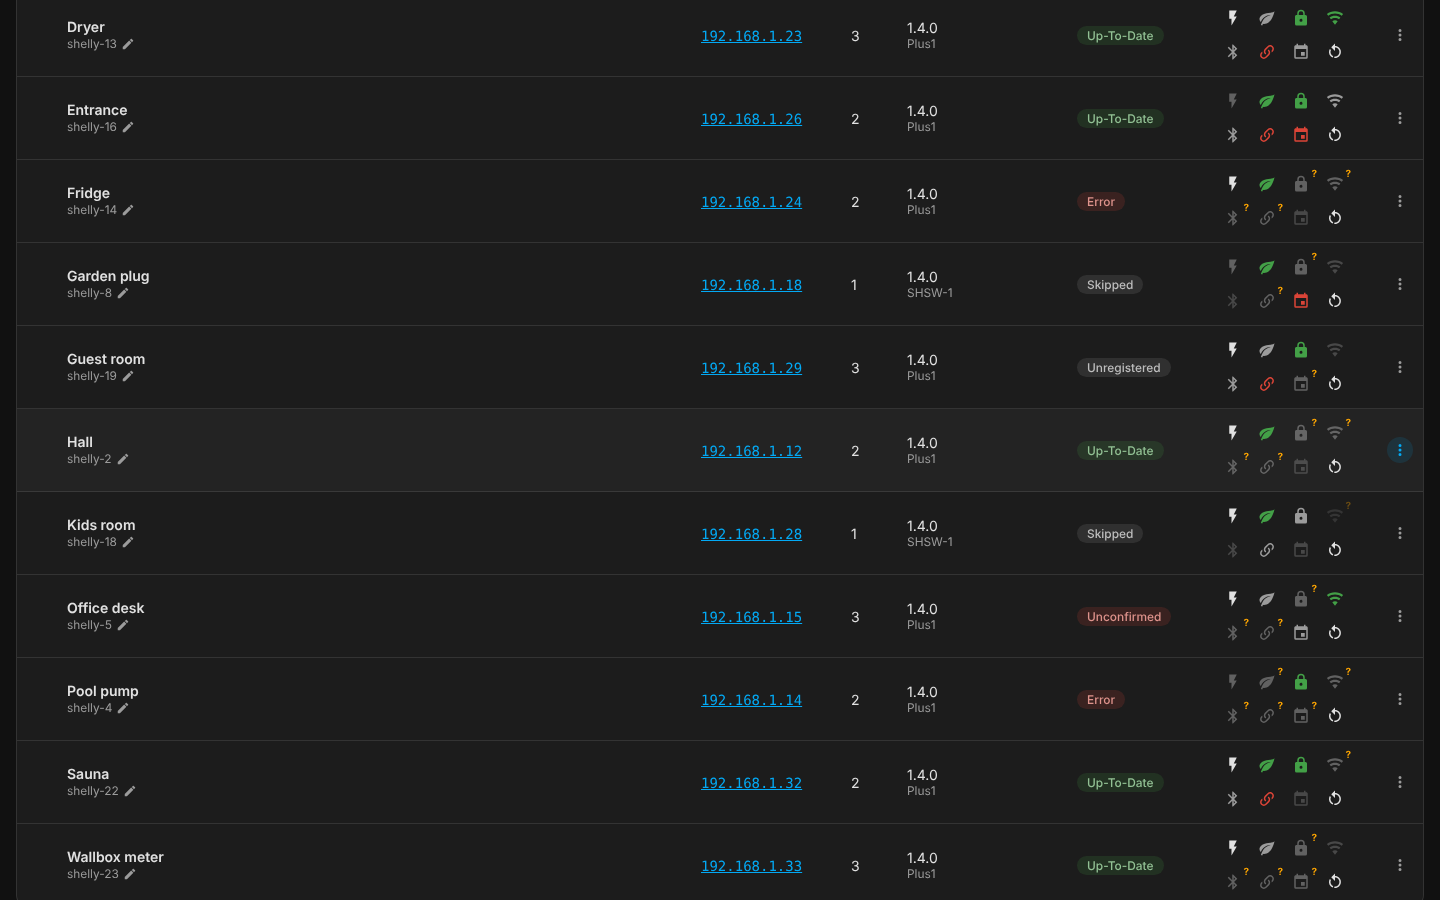 Dryer
shelly-13
192.168.1.23
3
1.4.0
Plus1
Up-To-Date
Entrance
shelly-16
192.168.1.26
2
1.4.0
Plus1
Up-To-Date
Fridge
shelly-14
192.168.1.24
2
1.4.0
Plus1
Error
? ?
? ?
Garden plug
shelly-8
192.168.1.18
1
1.4.0
SHSW-1
Skipped
?
?
Guest room
shelly-19
192.168.1.29
3
1.4.0
Plus1
Unregistered
?
Hall
shelly-2
192.168.1.12
2
1.4.0
Plus1
Up-To-Date
? ?
? ?
Kids room
shelly-18
192.168.1.28
1
1.4.0
SHSW-1
Skipped
?
Office desk
shelly-5
192.168.1.15
3
1.4.0
Plus1
Unconfirmed
?
? ?
Pool pump
shelly-4
192.168.1.14
2
1.4.0
Plus1
Error
? ?
? ? ?
Sauna
shelly-22
192.168.1.32
2
1.4.0
Plus1
Up-To-Date
?
Wallbox meter
shelly-23
192.168.1.33
3
1.4.0
Plus1
Up-To-Date
?
? ? ?